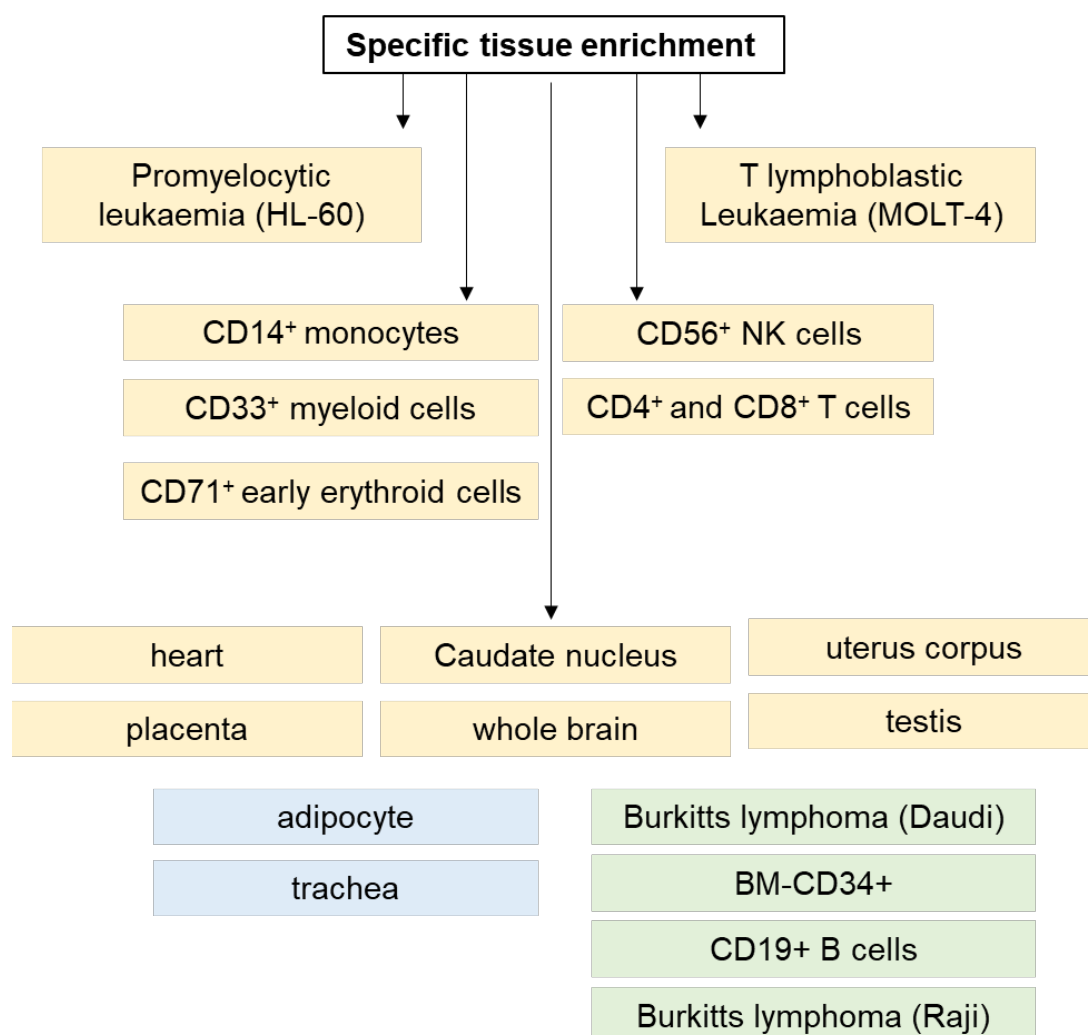 Specific tissue enrichment
Promyelocytic
leukaemia (HL-60)
T lymphoblastic
Leukaemia (MOLT-4)
CD14⁺ monocytes
CD56⁺ NK cells
CD33⁺ myeloid cells
CD4⁺ and CD8⁺ T cells
CD71⁺ early erythroid cells
heart
Caudate nucleus
uterus corpus
placenta
whole brain
testis
adipocyte
Burkitts lymphoma (Daudi)
trachea
BM-CD34+
CD19+ B cells
Burkitts lymphoma (Raji)